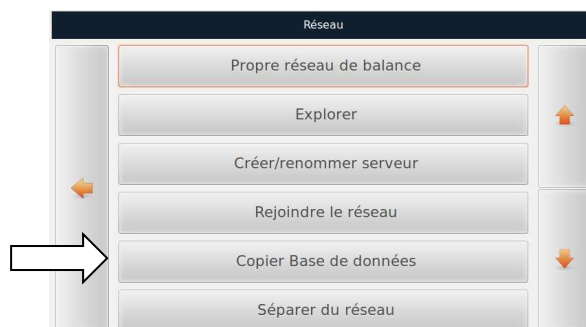 Réseau
Propre réseau de balance
Explorer
Créer/renommer serveur
Rejoindre le réseau
Copier Base de données
Séparer du réseau